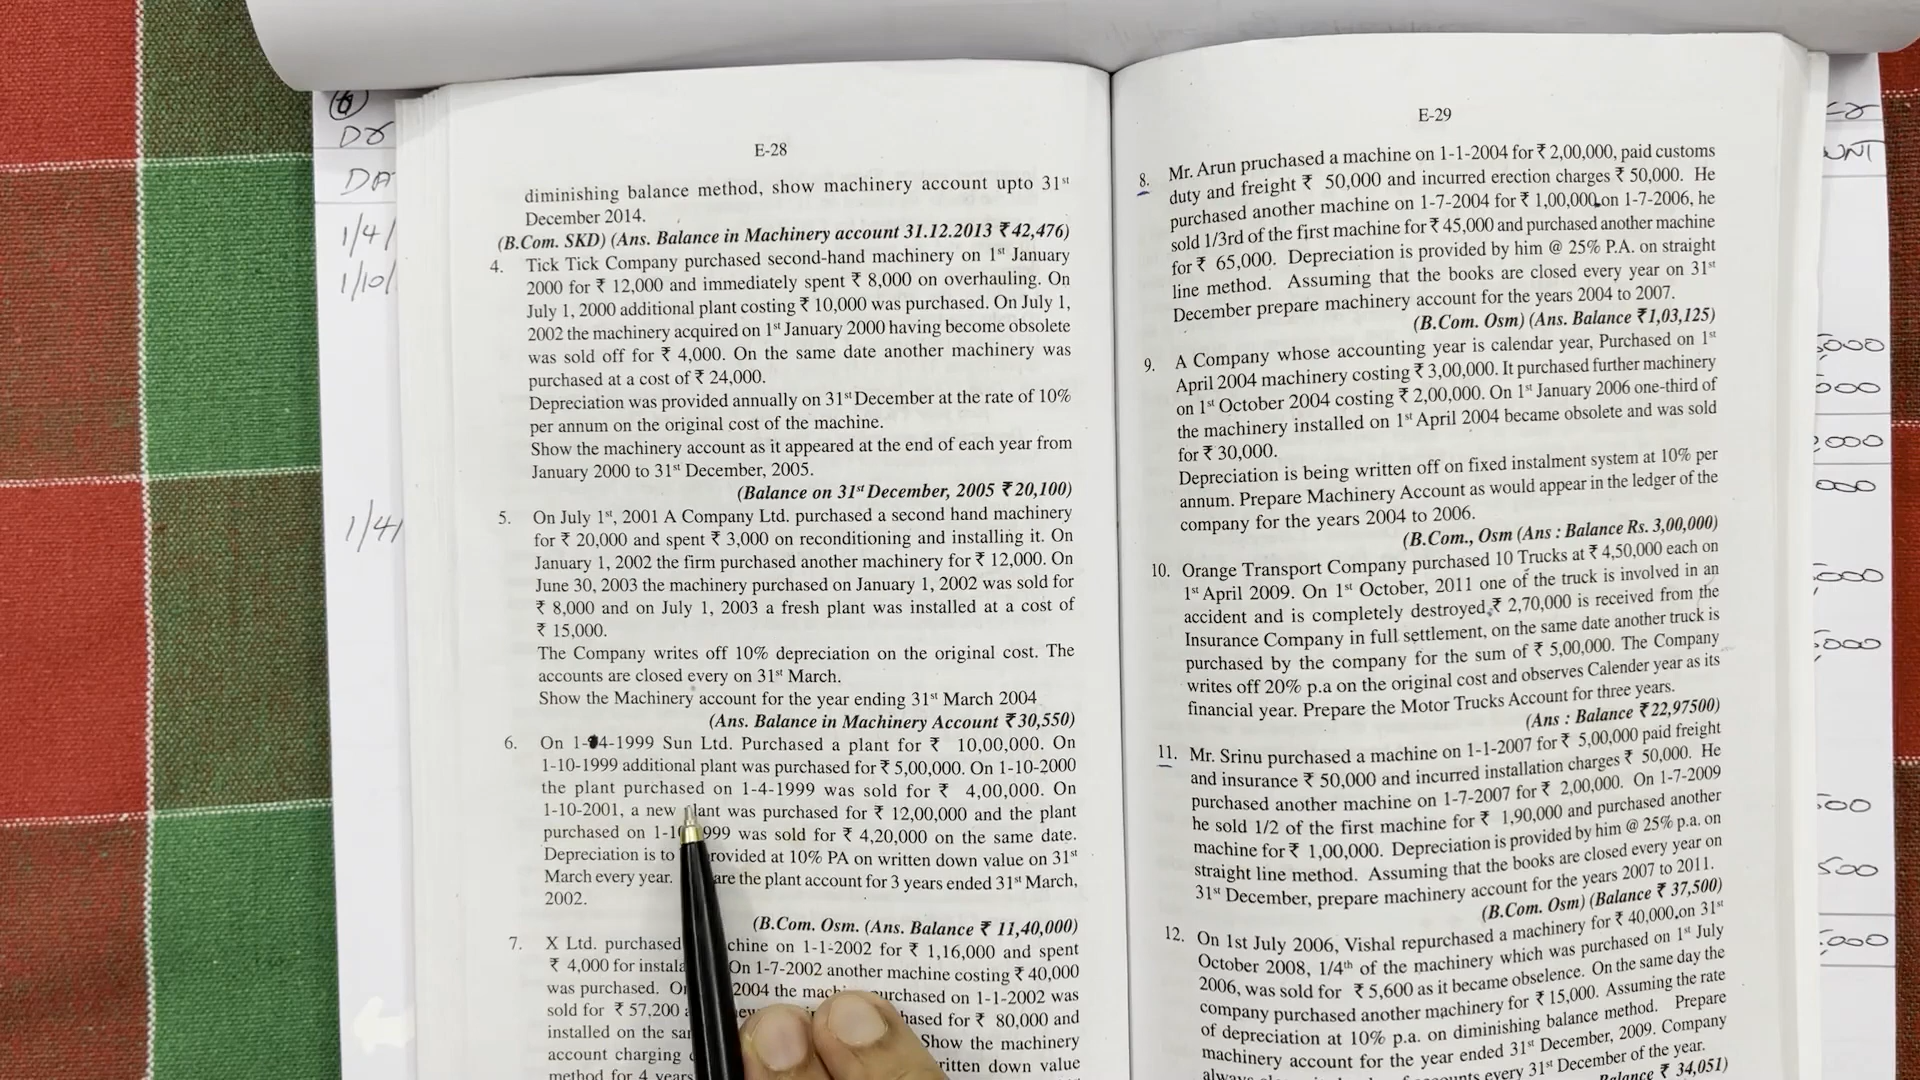 6
Dr
DA
1/4/
1/10/
1/4/
E-28
diminishing balance method, show machinery account upto 31st
December 2014.
(B.Com. SKD) (Ans. Balance in Machinery account 31.12.2013 ₹ 42,476)
4. Tick Tick Company purchased second-hand machinery on 1st January
2000 for ₹ 12,000 and immediately spent ₹ 8,000 on overhauling. On
July 1, 2000 additional plant costing ₹ 10,000 was purchased. On July 1,
2002 the machinery acquired on 1st January 2000 having become obsolete
was sold off for ₹ 4,000. On the same date another machinery was
purchased at a cost of ₹ 24,000.
Depreciation was provided annually on 31st December at the rate of 10%
per annum on the original cost of the machine.
Show the machinery account as it appeared at the end of each year from
January 2000 to 31st December, 2005.
(Balance on 31st December, 2005 ₹ 20,100)
5. On July 1st, 2001 A Company Ltd. purchased a second hand machinery
for ₹ 20,000 and spent ₹ 3,000 on reconditioning and installing it. On
January 1, 2002 the firm purchased another machinery for ₹ 12,000. On
June 30, 2003 the machinery purchased on January 1, 2002 was sold for
₹ 8,000 and on July 1, 2003 a fresh plant was installed at a cost of
₹ 15,000.
The Company writes off 10% depreciation on the original cost. The
accounts are closed every on 31st March.
Show the Machinery account for the year ending 31st March 2004
(Ans. Balance in Machinery Account ₹ 30,550)
6. On 1-4-1999 Sun Ltd. Purchased a plant for ₹ 10,00,000. On
1-10-1999 additional plant was purchased for ₹ 5,00,000. On 1-10-2000
the plant purchased on 1-4-1999 was sold for ₹ 4,00,000. On
1-10-2001, a new plant was purchased for ₹ 12,00,000 and the plant
purchased on 1-10 999 was sold for ₹ 4,20,000 on the same date.
Depreciation is to rovided at 10% PA on written down value on 31st
March every year. are the plant account for 3 years ended 31st March,
2002.
(B.Com. Osm. (Ans. Balance ₹ 11,40,000)
7. X Ltd. purchased chine on 1-1-2002 for ₹ 1,16,000 and spent
₹ 4,000 for instala On 1-7-2002 another machine costing ₹ 40,000
was purchased. O 2004 the mach urchased on 1-1-2002 was
sold for ₹ 57,200 hased for ₹ 80,000 and
installed on the sa Show the machinery
account charging ritten down value
method for 4 years
E-29
8. Mr. Arun pruchased a machine on 1-1-2004 for ₹ 2,00,000, paid customs
duty and freight ₹ 50,000 and incurred erection charges ₹ 50,000. He
purchased another machine on 1-7-2004 for ₹ 1,00,000 on 1-7-2006, he
sold 1/3rd of the first machine for ₹ 45,000 and purchased another machine
for ₹ 65,000. Depreciation is provided by him @ 25% P.A. on straight
line method. Assuming that the books are closed every year on 31st
December prepare machinery account for the years 2004 to 2007.
(B.Com. Osm) (Ans. Balance ₹ 1,03,125)
9. A Company whose accounting year is calendar year, Purchased on 1st
April 2004 machinery costing ₹ 3,00,000. It purchased further machinery
on 1st October 2004 costing ₹ 2,00,000. On 1st January 2006 one-third of
the machinery installed on 1st April 2004 became obsolete and was sold
for ₹ 30,000.
Depreciation is being written off on fixed instalment system at 10% per
annum. Prepare Machinery Account as would appear in the ledger of the
company for the years 2004 to 2006.
(B.Com., Osm (Ans : Balance Rs. 3,00,000)
10. Orange Transport Company purchased 10 Trucks at ₹ 4,50,000 each on
1st April 2009. On 1st October, 2011 one of the truck is involved in an
accident and is completely destroyed, ₹ 2,70,000 is received from the
Insurance Company in full settlement, on the same date another truck is
purchased by the company for the sum of ₹ 5,00,000. The Company
writes off 20% p.a on the original cost and observes Calender year as its
financial year. Prepare the Motor Trucks Account for three years.
(Ans : Balance ₹ 22,97500)
11. Mr. Srinu purchased a machine on 1-1-2007 for ₹ 5,00,000 paid freight
and insurance ₹ 50,000 and incurred installation charges ₹ 50,000. He
purchased another machine on 1-7-2007 for ₹ 2,00,000. On 1-7-2009
he sold 1/2 of the first machine for ₹ 1,90,000 and purchased another
machine for ₹ 1,00,000. Depreciation is provided by him @ 25% p.a. on
straight line method. Assuming that the books are closed every year on
31st December, prepare machinery account for the years 2007 to 2011.
(B.Com. Osm) (Balance ₹ 37,500)
12. On 1st July 2006, Vishal repurchased a machinery for ₹ 40,000, on 31st
October 2008, 1/4th of the machinery which was purchased on 1st July
2006, was sold for ₹ 5,600 as it became obselence. On the same day the
company purchased another machinery for ₹ 15,000. Assuming the rate
of depreciation at 10% p.a. on diminishing balance method. Prepare
machinery account for the year ended 31st December, 2009. Company
every 31st December of the year.
Balance ₹ 34,051)
Cr
UNT
5000
000
000
000
5000
5000
500
500
5000